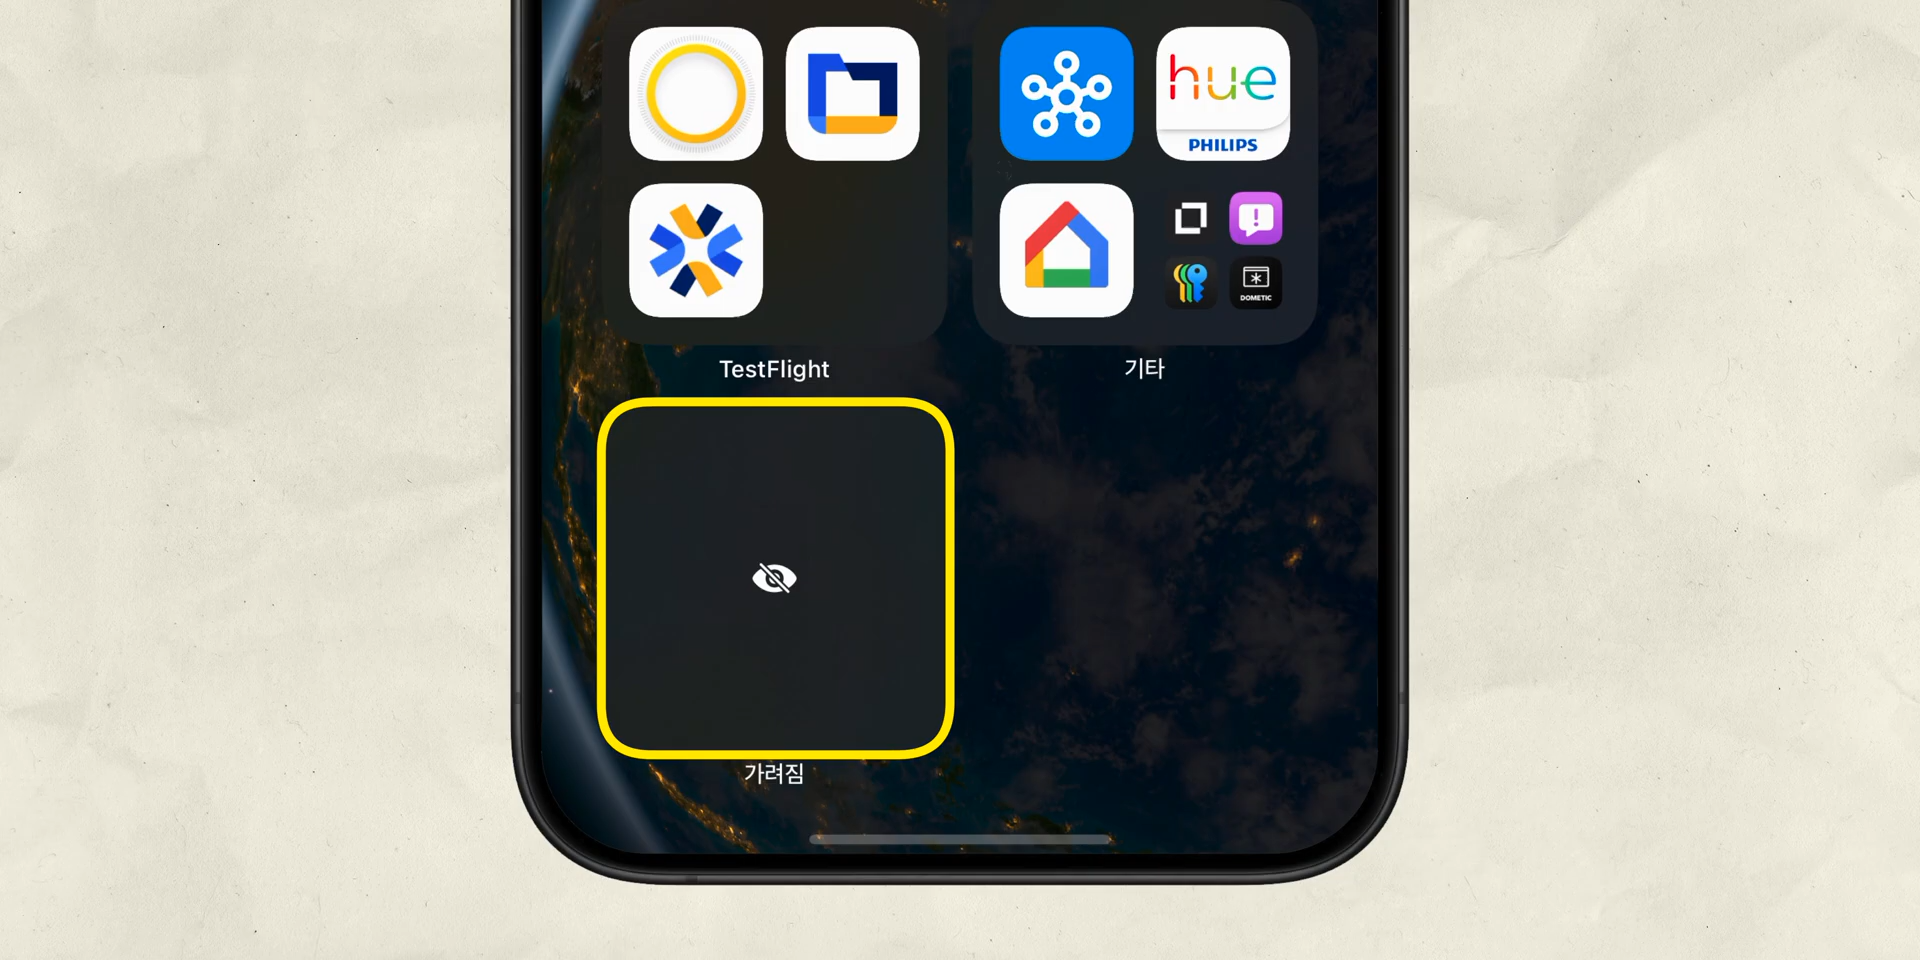 hue
PHILIPS
DOMETIC
TestFlight
기타
가려짐